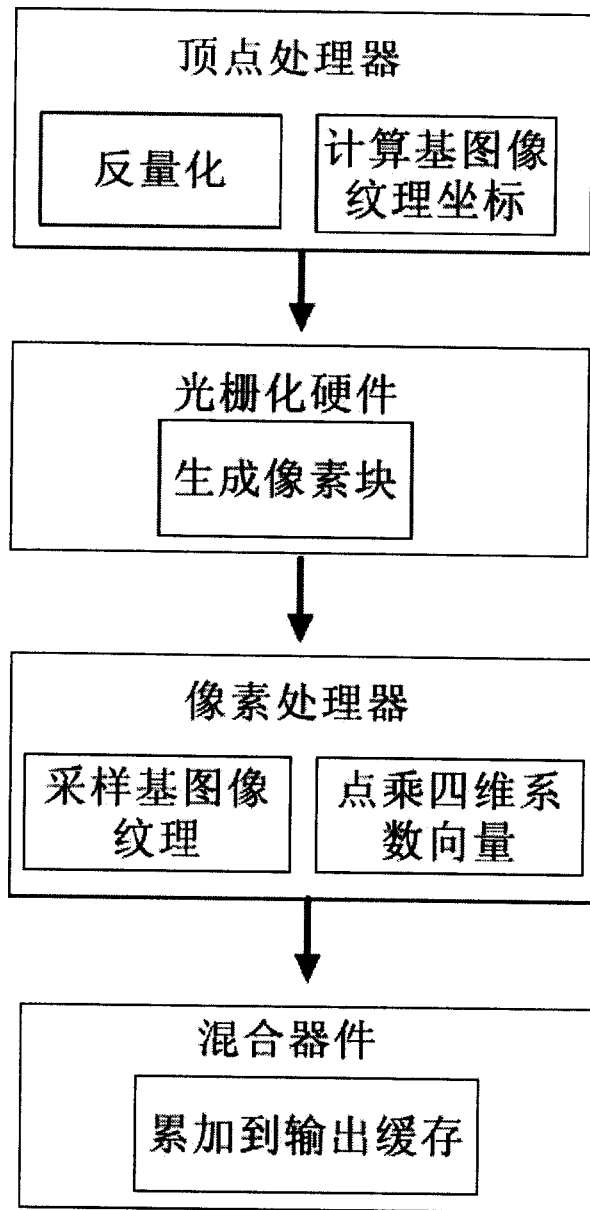 顶点处理器
反量化
计算基图像
纹理坐标
光栅化硬件
生成像素块
像素处理器
采样基图像
纹理
点乘四维系
数向量
混合器件
累加到输出缓存